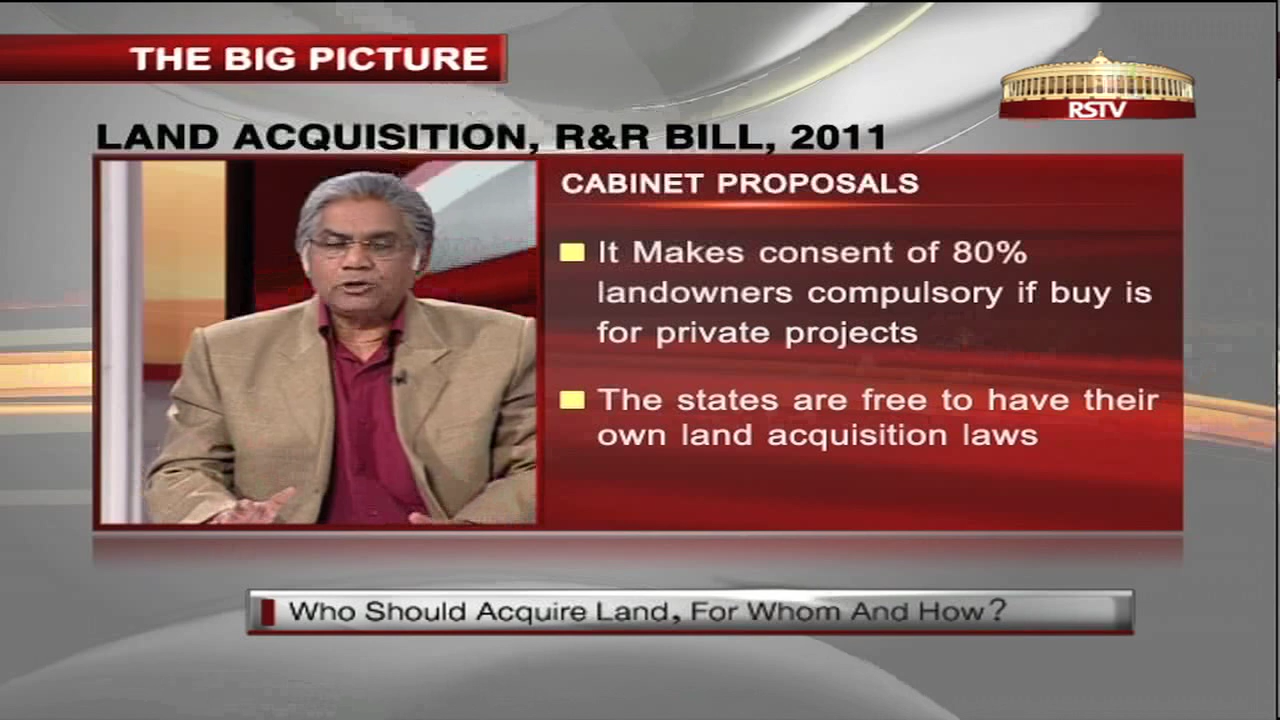 THE BIG PICTURE
RSTV
LAND ACQUISITION, R&R BILL, 2011
CABINET PROPOSALS
It Makes consent of 80%
landowners compulsory if buy is
for private projects
The states are free to have their
own land acquisition laws
Who Should Acquire Land, For Whom And How?